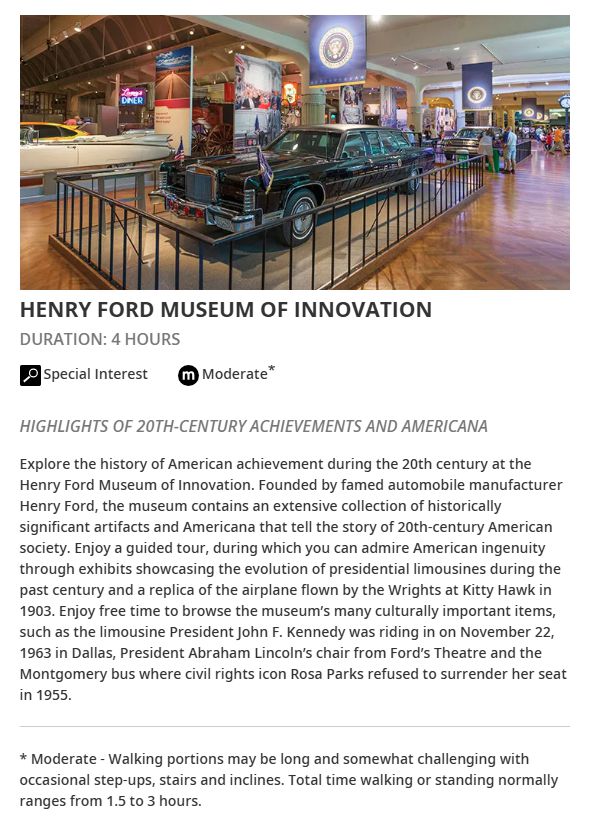 DINER
HENRY FORD MUSEUM OF INNOVATION
DURATION: 4 HOURS
Special Interest
m Moderate*
HIGHLIGHTS OF 20TH-CENTURY ACHIEVEMENTS AND AMERICANA
Explore the history of American achievement during the 20th century at the
Henry Ford Museum of Innovation. Founded by famed automobile manufacturer
Henry Ford, the museum contains an extensive collection of historically
significant artifacts and Americana that tell the story of 20th-century American
society. Enjoy a guided tour, during which you can admire American ingenuity
through exhibits showcasing the evolution of presidential limousines during the
past century and a replica of the airplane flown by the Wrights at Kitty Hawk in
1903. Enjoy free time to browse the museum’s many culturally important items,
such as the limousine President John F. Kennedy was riding in on November 22,
1963 in Dallas, President Abraham Lincoln’s chair from Ford’s Theatre and the
Montgomery bus where civil rights icon Rosa Parks refused to surrender her seat
in 1955.
* Moderate - Walking portions may be long and somewhat challenging with
occasional step-ups, stairs and inclines. Total time walking or standing normally
ranges from 1.5 to 3 hours.